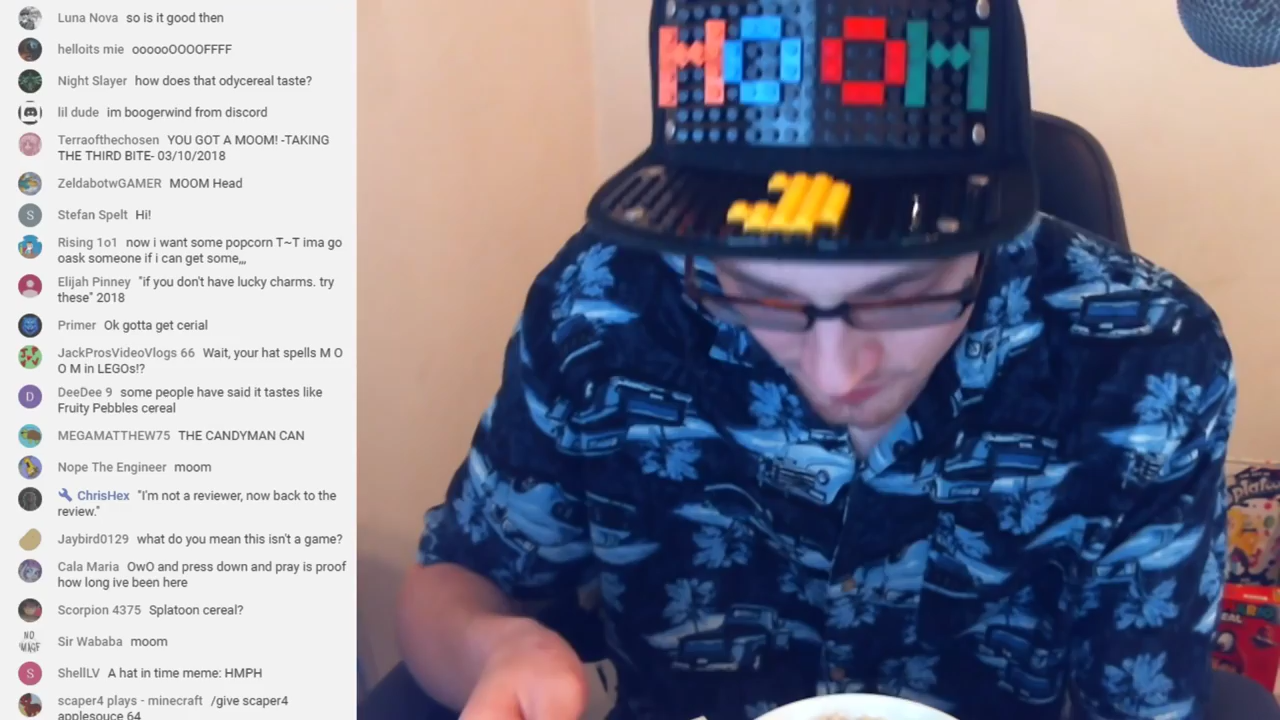 Luna Nova so is it good then
helloits mie oooooOOOOFFFF
Night Slayer how does that odycereal taste?
lil dude im boogerwind from discord
Terraofthechosen YOU GOT A MOOM! -TAKING
THE THIRD BITE- 03/10/2018
ZeldabotwGAMER MOOM Head
S Stefan Spelt Hi!
Rising 1o1 now i want some popcorn T~T ima go
oask someone if i can get some,,,
Elijah Pinney "if you don't have lucky charms. try
these" 2018
Primer Ok gotta get cerial
JackProsVideoVlogs 66 Wait, your hat spells M O
O M in LEGOs!?
D DeeDee 9 some people have said it tastes like
Fruity Pebbles cereal
MEGAMATTHEW75 THE CANDYMAN CAN
Nope The Engineer moom
ChrisHex "I'm not a reviewer, now back to the
review."
Jaybird0129 what do you mean this isn't a game?
Cala Maria OwO and press down and pray is proof
how long ive been here
Scorpion 4375 Splatoon cereal?
NO
IMAGE
Sir Wababa moom
S ShellLV A hat in time meme: HMPH
scaper4 plays - minecraft /give scaper4
applesouce 64
MOOM